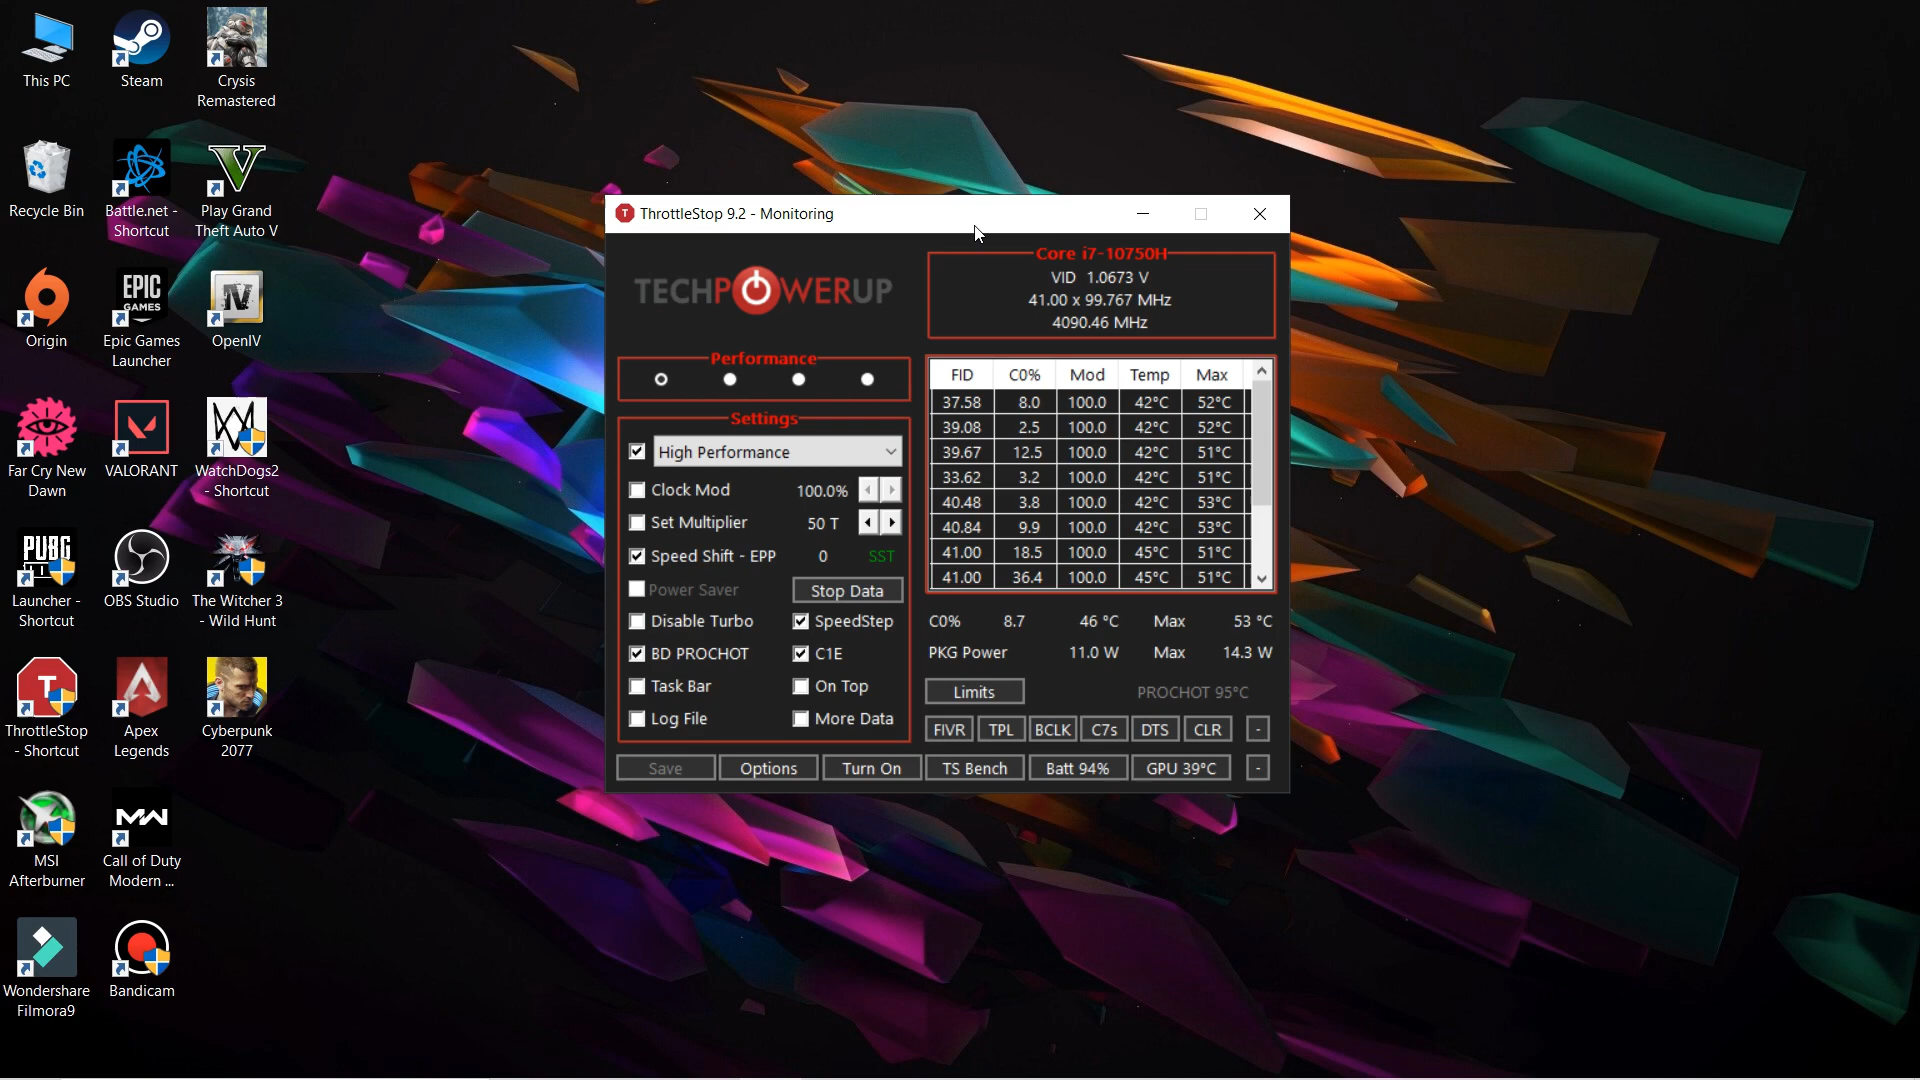 This PC
Steam
Crysis
Remastered
Recycle Bin
Battle.net -
Shortcut
Play Grand
Theft Auto V
Origin
EPIC
GAMES
Epic Games
Launcher
OpenIV
Far Cry New
Dawn
VALORANT
WatchDogs2
- Shortcut
PUBG
Launcher -
Shortcut
OBS Studio
The Witcher 3
- Wild Hunt
T
ThrottleStop
- Shortcut
Apex
Legends
Cyberpunk
2077
MSI
Afterburner
MW
Call of Duty
Modern ...
Wondershare
Filmora9
Bandicam
T ThrottleStop 9.2 - Monitoring
TECHPOWERUP
Core i7-10750H
VID 1.0673 V
41.00 x 99.767 MHz
4090.46 MHz
Performance
Settings
High Performance
Clock Mod 100.0%
Set Multiplier 50 T
Speed Shift - EPP 0 SST
Power Saver Stop Data
Disable Turbo SpeedStep
BD PROCHOT C1E
Task Bar On Top
Log File More Data
FID C0% Mod Temp Max
37.58 8.0 100.0 42°C 52°C
39.08 2.5 100.0 42°C 52°C
39.67 12.5 100.0 42°C 51°C
33.62 3.2 100.0 42°C 51°C
40.48 3.8 100.0 42°C 53°C
40.84 9.9 100.0 42°C 53°C
41.00 18.5 100.0 45°C 51°C
41.00 36.4 100.0 45°C 51°C
C0% 8.7 46 °C Max 53 °C
PKG Power 11.0 W Max 14.3 W
Limits PROCHOT 95°C
FIVR TPL BCLK C7s DTS CLR -
Save Options Turn On TS Bench Batt 94% GPU 39°C -